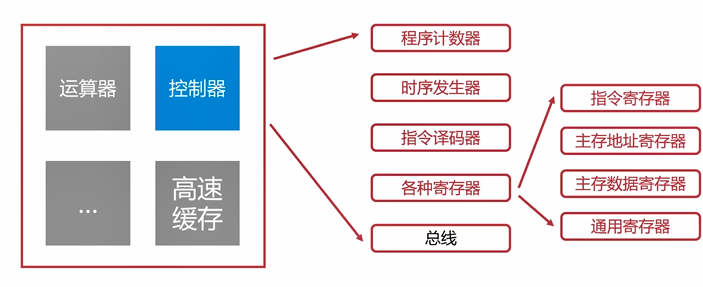 运算器
控制器
...
高速
缓存
程序计数器
时序发生器
指令译码器
各种寄存器
总线
指令寄存器
主存地址寄存器
主存数据寄存器
通用寄存器